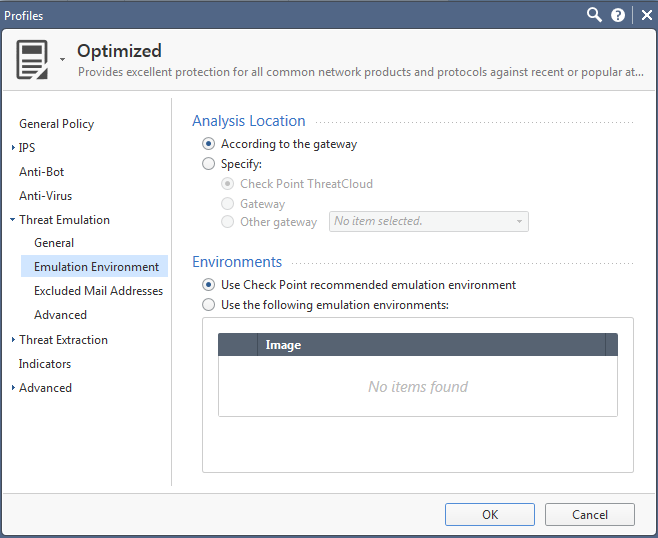 Profiles
Optimized
Provides excellent protection for all common network products and protocols against recent or popular at...
General Policy
IPS
Anti-Bot
Anti-Virus
Threat Emulation
General
Emulation Environment
Excluded Mail Addresses
Advanced
Threat Extraction
Indicators
Advanced
Analysis Location
According to the gateway
Specify:
Check Point ThreatCloud
Gateway
Other gateway No item selected.
Environments
Use Check Point recommended emulation environment
Use the following emulation environments:
Image
No items found
OK Cancel